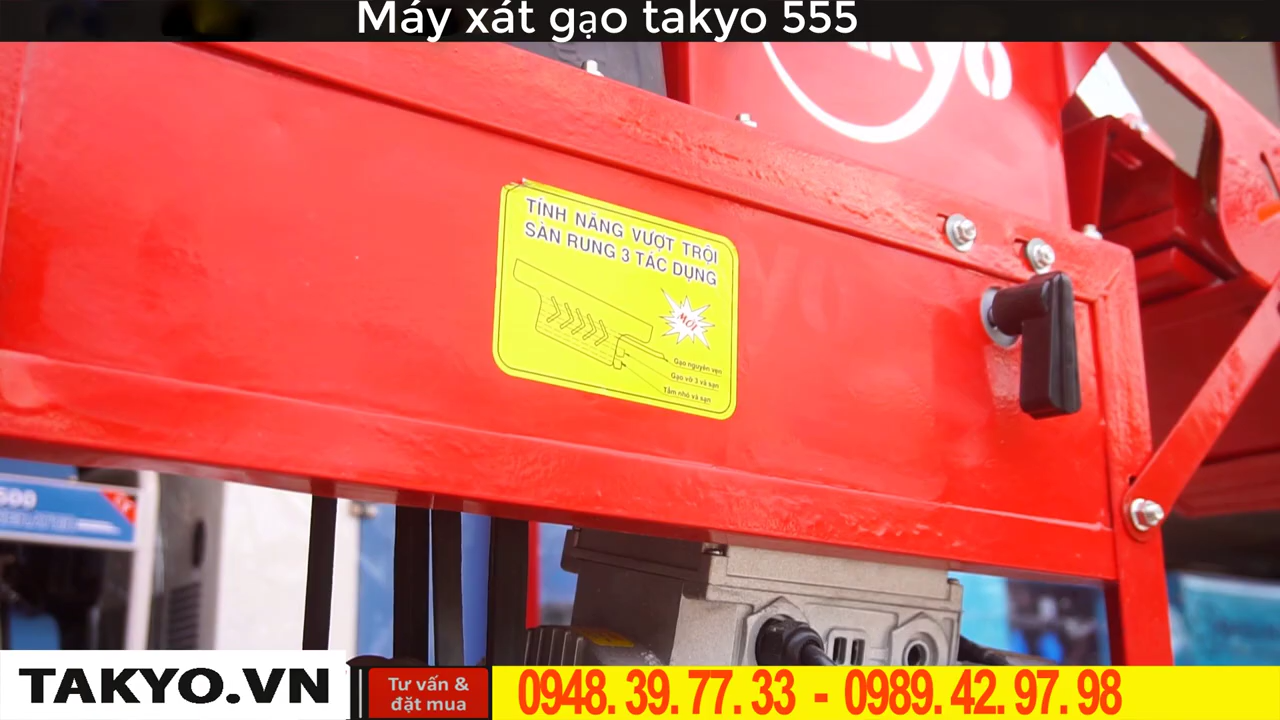 Máy xát gạo takyo 555
TÍNH NĂNG VƯỢT TRỘI
SÀN RUNG 3 TÁC DỤNG
MỚI
Gạo nguyên vẹn
Gạo vỡ 3 và sạn
Tấm nhỏ và sạn
500
TAKYO.VN
Tư vấn &
đặt mua
0948. 39. 77. 33 - 0989. 42. 97. 98